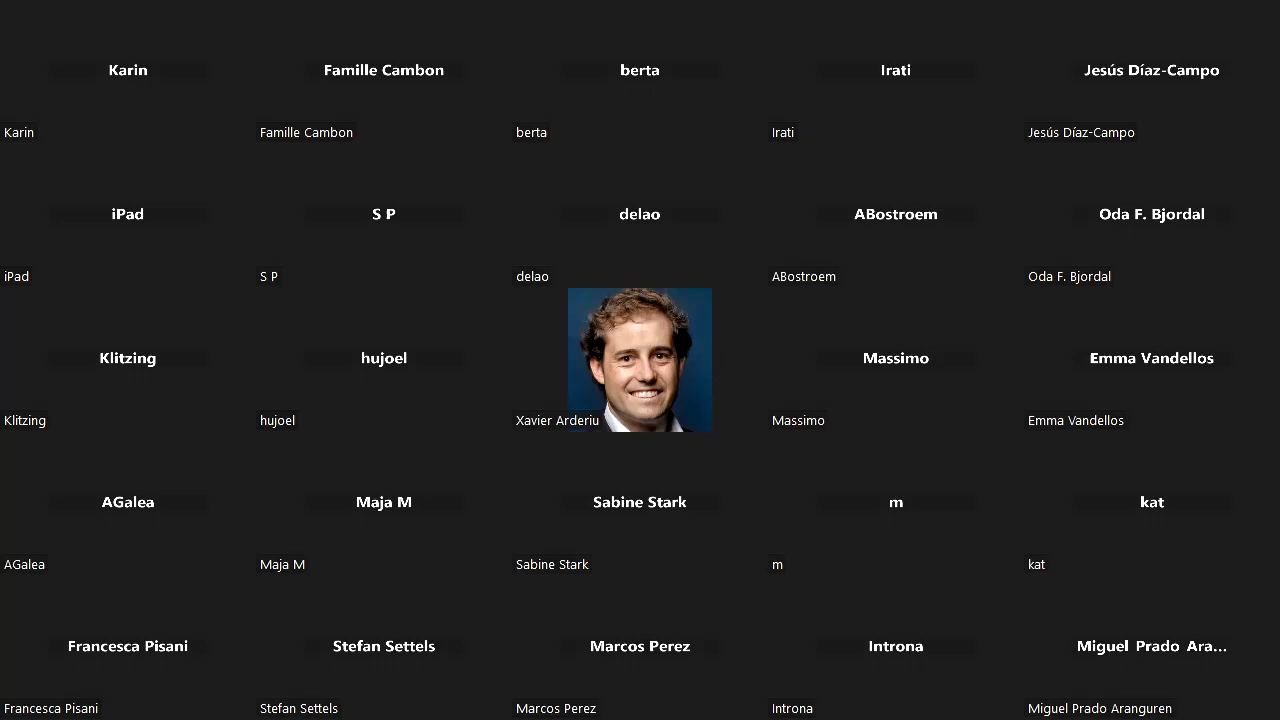 Karin
Famille Cambon
berta
Irati
Jesús Díaz-Campo
Karin
Famille Cambon
berta
Irati
Jesús Díaz-Campo
iPad
S P
delao
ABostroem
Oda F. Bjordal
iPad
S P
delao
ABostroem
Oda F. Bjordal
Klitzing
hujoel
Massimo
Emma Vandellos
Klitzing
hujoel
Xavier Arderiu
Massimo
Emma Vandellos
AGalea
Maja M
Sabine Stark
m
kat
AGalea
Maja M
Sabine Stark
m
kat
Francesca Pisani
Stefan Settels
Marcos Perez
Introna
Miguel Prado Ara...
Francesca Pisani
Stefan Settels
Marcos Perez
Introna
Miguel Prado Aranguren